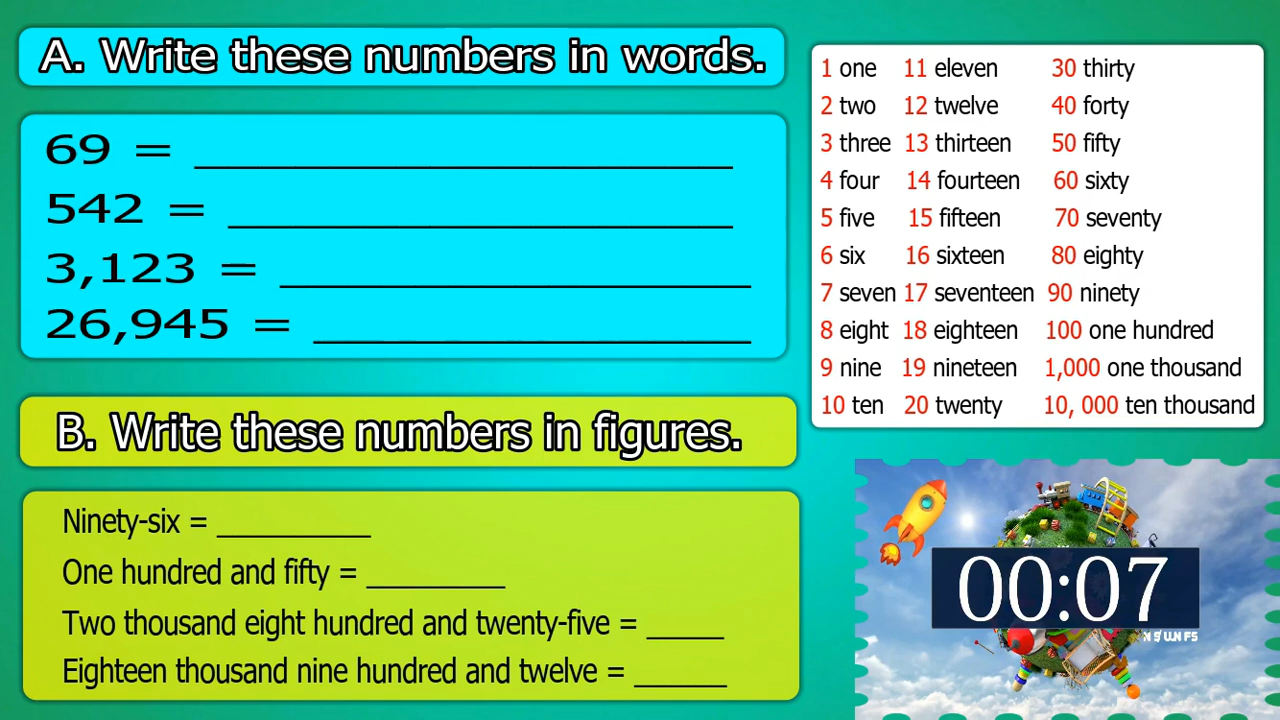 A. Write these numbers in words.
69 = ____________________
542 = ____________________
3,123 = ____________________
26,945 = ____________________
B. Write these numbers in figures.
Ninety-six = __________
One hundred and fifty = _________
Two thousand eight hundred and twenty-five = _____
Eighteen thousand nine hundred and twelve = ______
1 one 11 eleven 30 thirty
2 two 12 twelve 40 forty
3 three 13 thirteen 50 fifty
4 four 14 fourteen 60 sixty
5 five 15 fifteen 70 seventy
6 six 16 sixteen 80 eighty
7 seven 17 seventeen 90 ninety
8 eight 18 eighteen 100 one hundred
9 nine 19 nineteen 1,000 one thousand
10 ten 20 twenty 10, 000 ten thousand
00:07